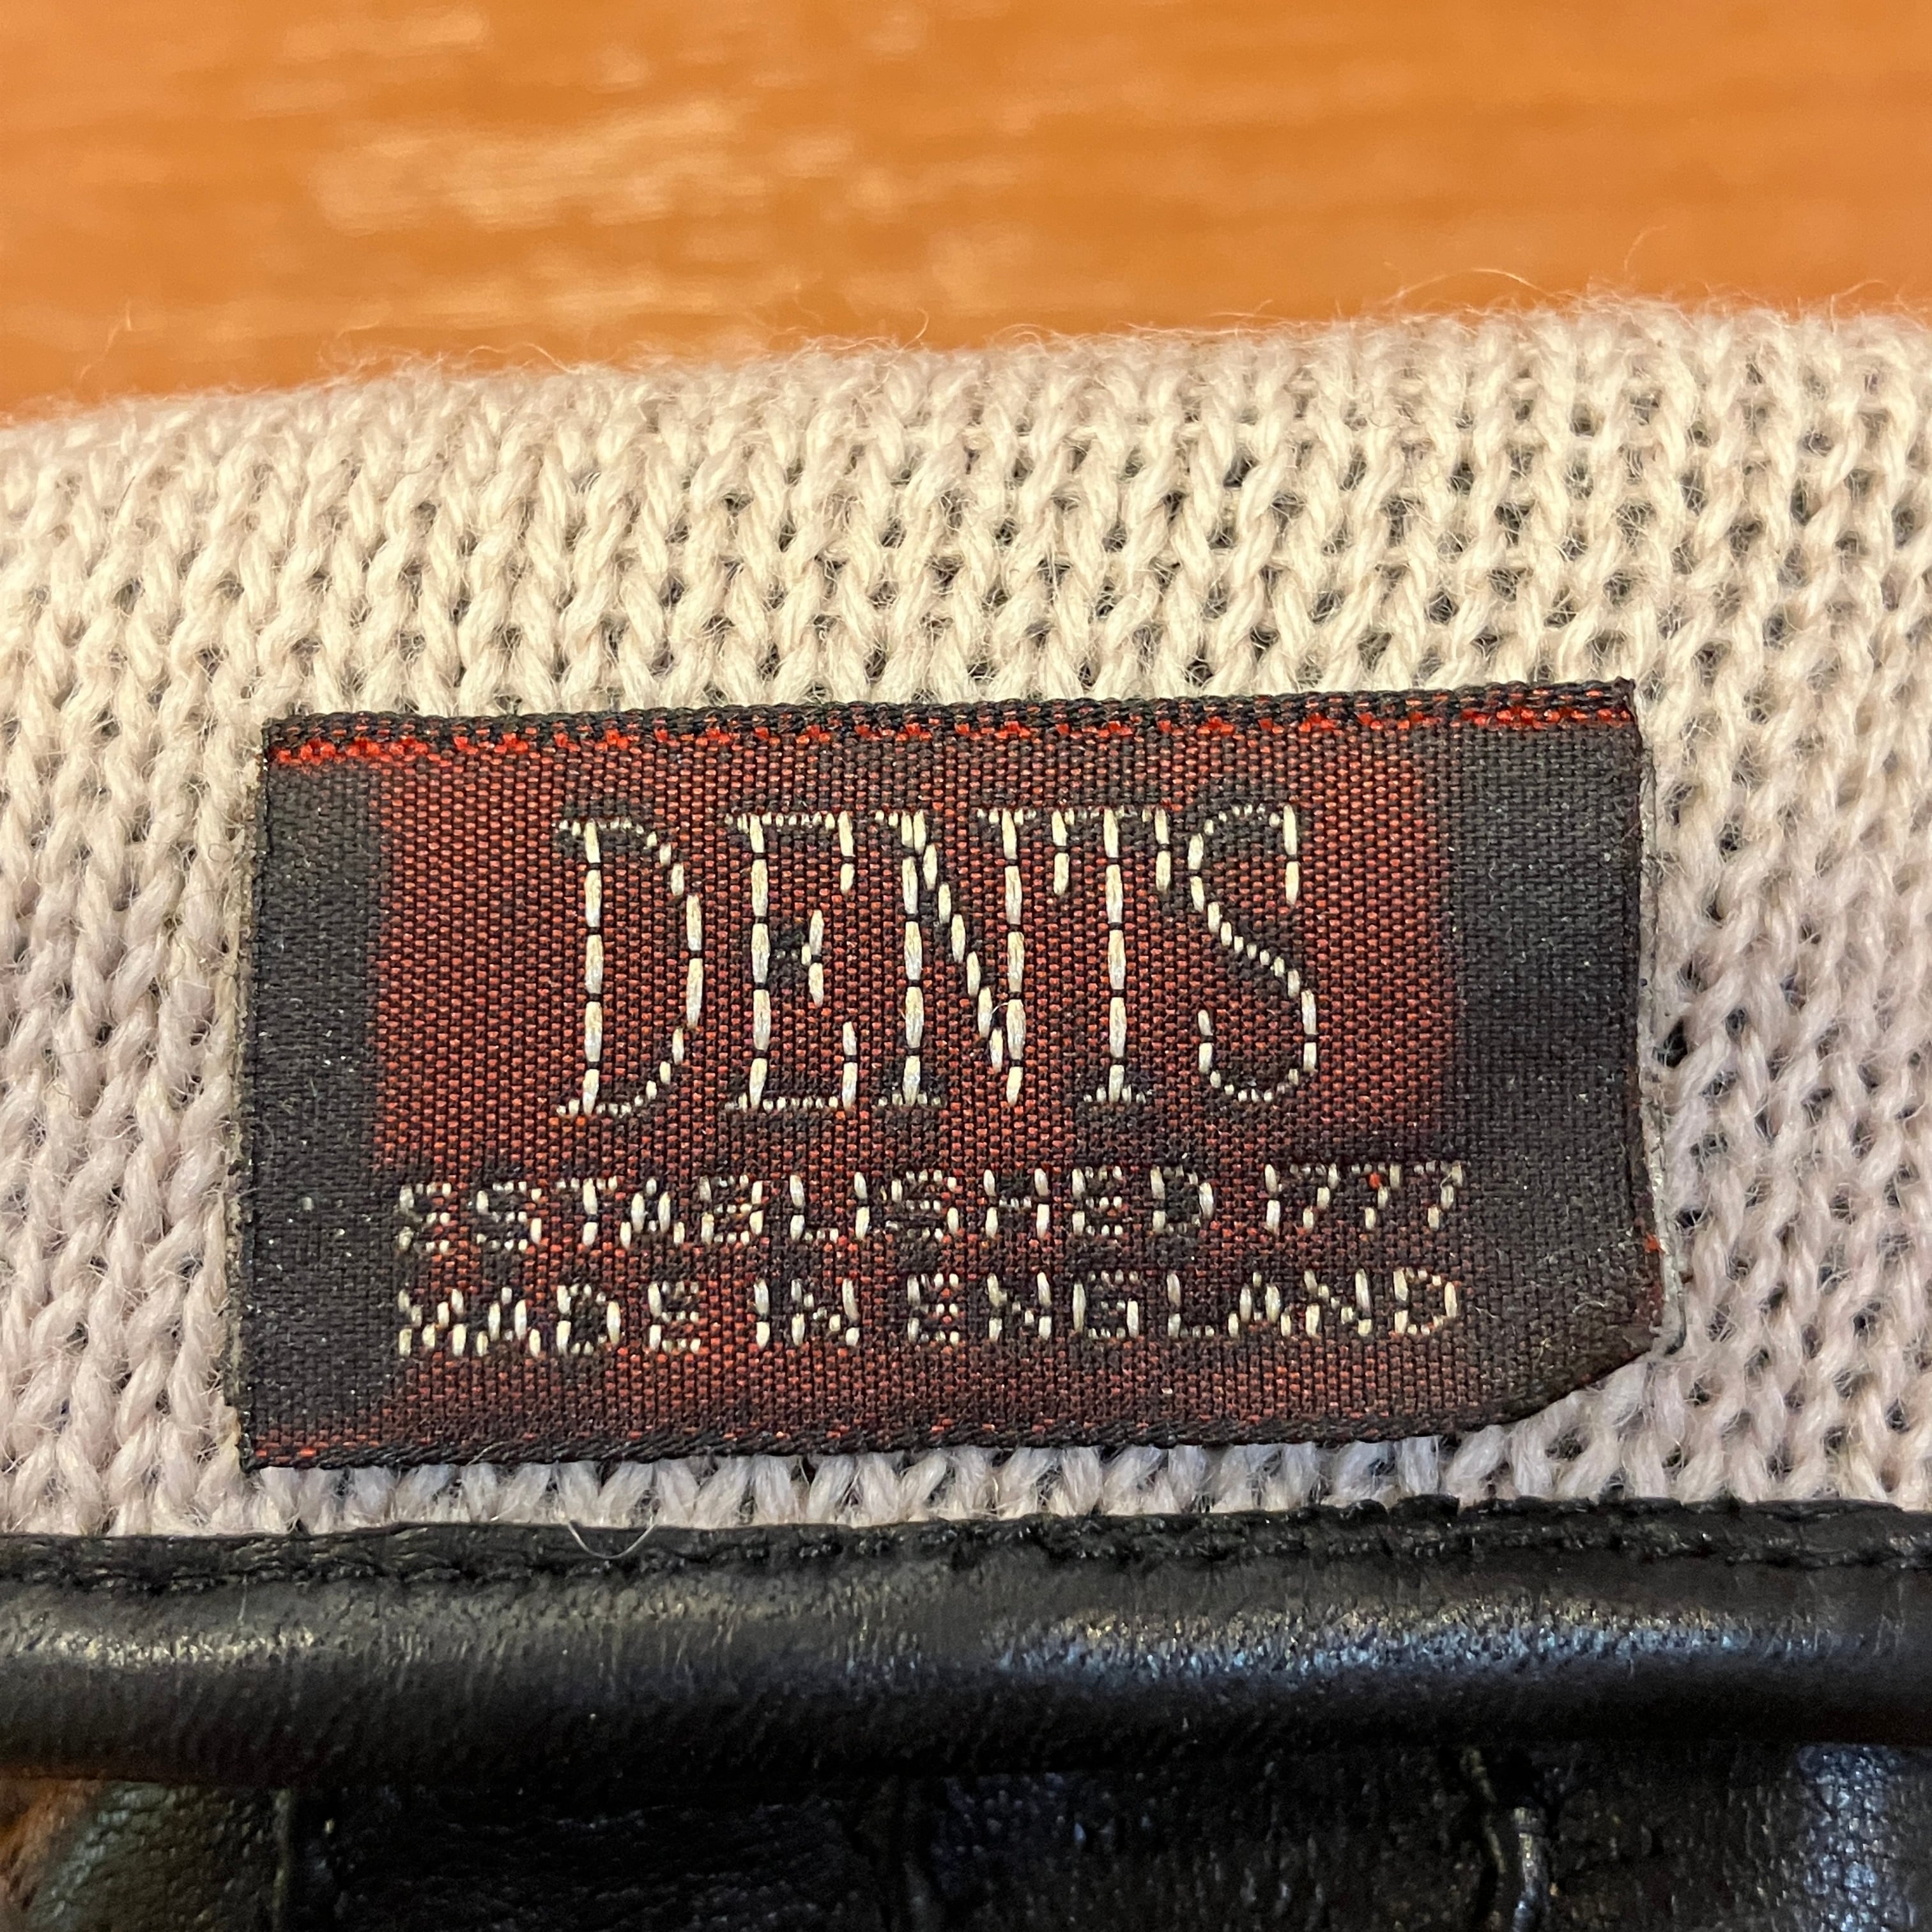 DENTS
ESTABLISHED 1777
MADE IN ENGLAND